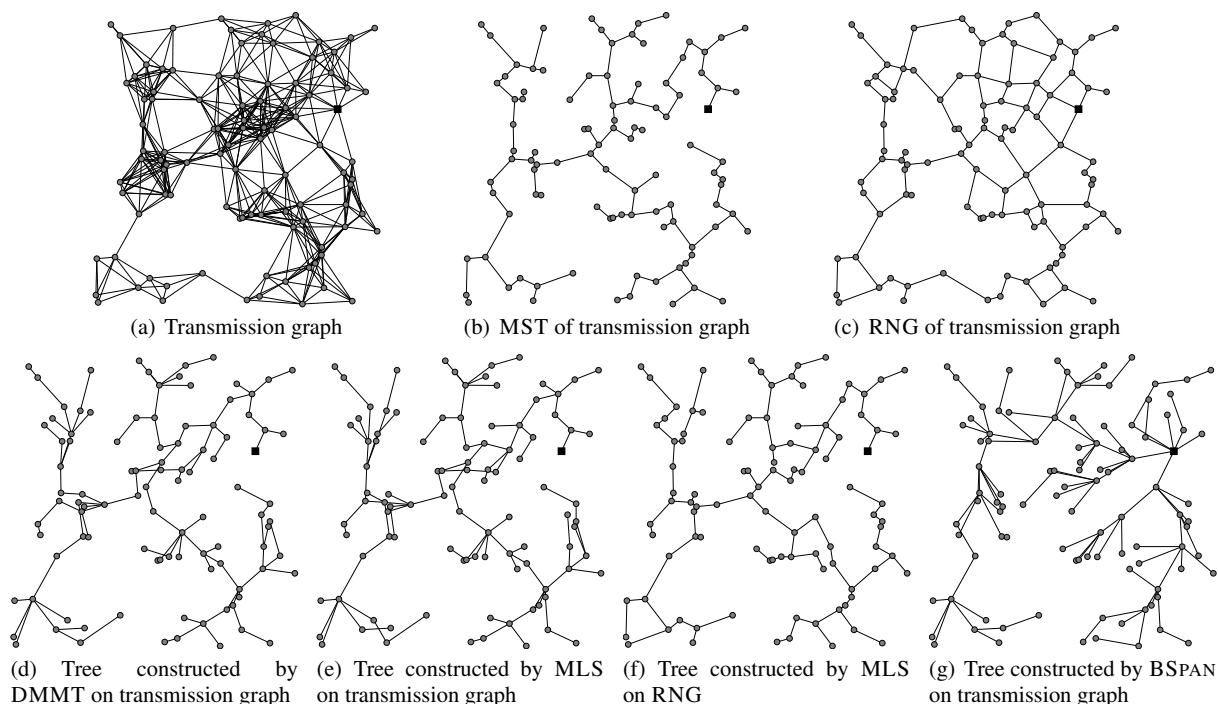 (a) Transmission graph
(b) MST of transmission graph
(c) RNG of transmission graph
(d) Tree constructed by
DMMT on transmission graph
(e) Tree constructed by MLS
on transmission graph
(f) Tree constructed by MLS
on RNG
(g) Tree constructed by BSPAN
on transmission graph